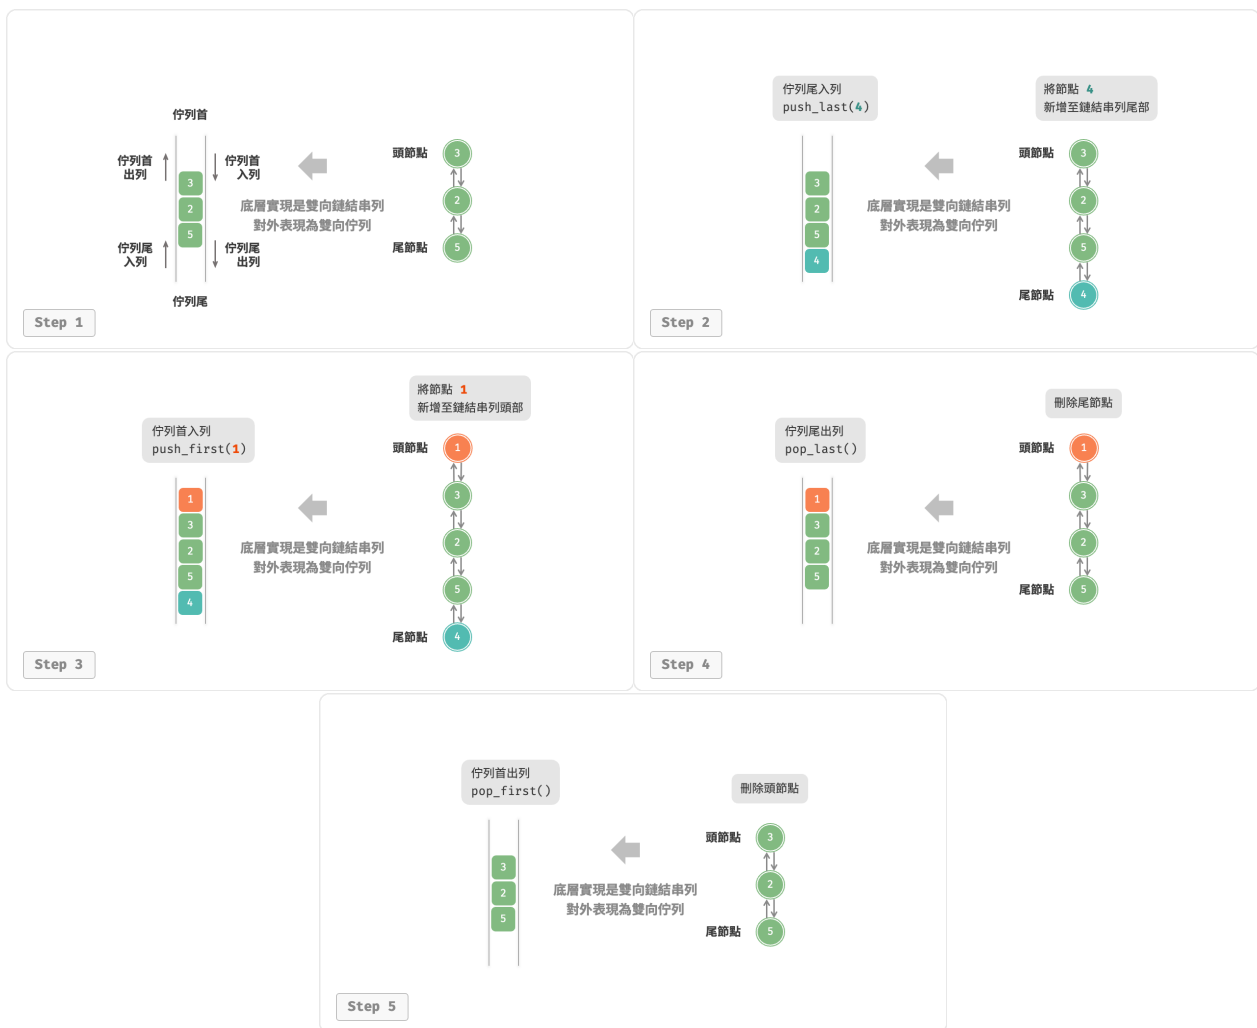 佇列首
佇列首
出列
佇列首
入列
3
2
5
佇列尾
入列
佇列尾
出列
佇列尾
底層實現是雙向鏈結串列
對外表現為雙向佇列
頭節點
3
2
尾節點
5
Step 1
佇列尾入列
push_last(4)
3
2
5
4
底層實現是雙向鏈結串列
對外表現為雙向佇列
將節點 4
新增至鏈結串列尾部
頭節點
3
2
5
尾節點
4
Step 2
佇列首入列
push_first(1)
1
3
2
5
4
底層實現是雙向鏈結串列
對外表現為雙向佇列
將節點 1
新增至鏈結串列頭部
頭節點
1
3
2
5
尾節點
4
Step 3
佇列尾出列
pop_last()
1
3
2
5
底層實現是雙向鏈結串列
對外表現為雙向佇列
刪除尾節點
頭節點
1
3
2
尾節點
5
Step 4
佇列首出列
pop_first()
3
2
5
底層實現是雙向鏈結串列
對外表現為雙向佇列
刪除頭節點
頭節點
3
2
尾節點
5
Step 5